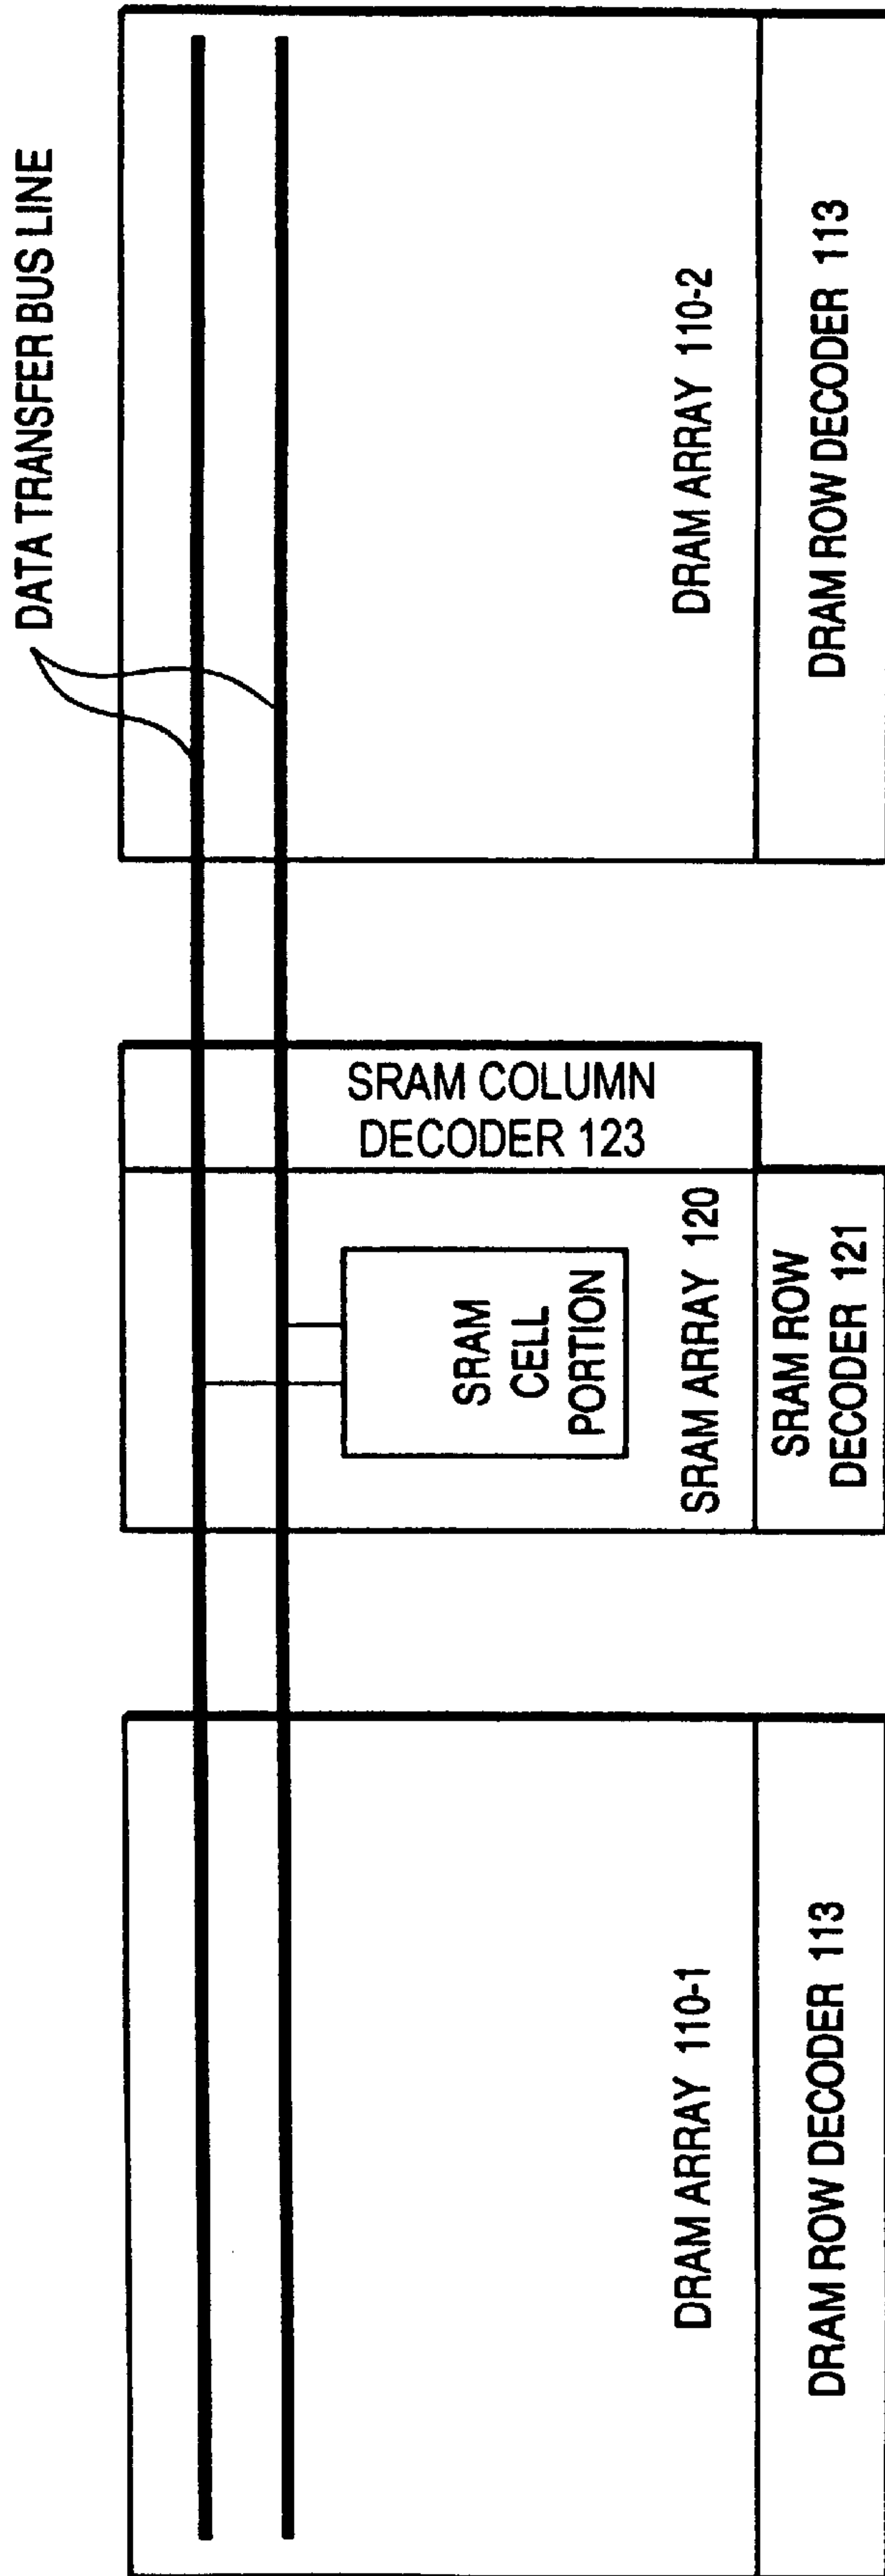 DATA TRANSFER BUS LINE
DRAM ARRAY 110-1
DRAM ROW DECODER 113
SRAM COLUMN
DECODER 123
SRAM
CELL
PORTION
SRAM ARRAY 120
SRAM ROW
DECODER 121
DRAM ARRAY 110-2
DRAM ROW DECODER 113